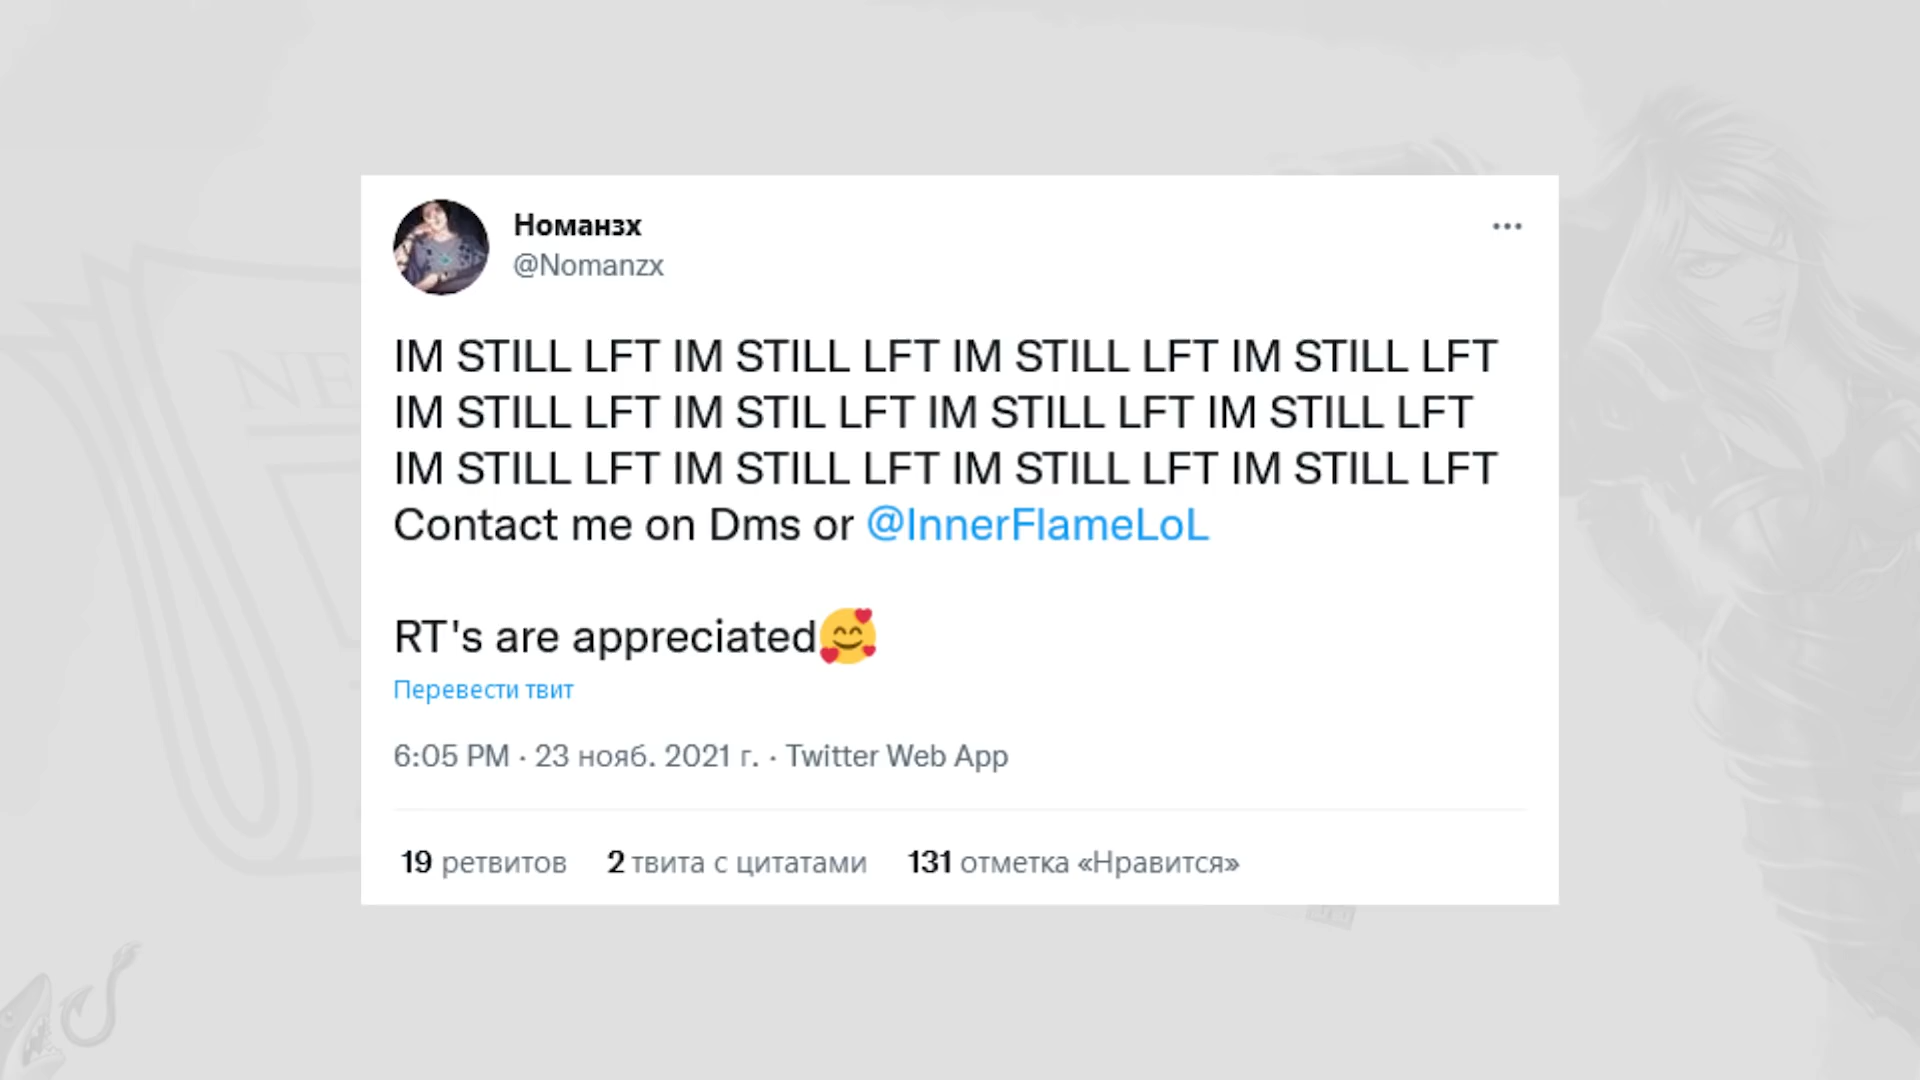 Номанзх
@Nomanzx
IM STILL LFT IM STILL LFT IM STILL LFT IM STILL LFT
IM STILL LFT IM STIL LFT IM STILL LFT IM STILL LFT
IM STILL LFT IM STILL LFT IM STILL LFT IM STILL LFT
Contact me on Dms or @InnerFlameLoL
RT's are appreciated🥰
Перевести твит
6:05 PM · 23 нояб. 2021 г. · Twitter Web App
19 ретвитов 2 твита с цитатами 131 отметка «Нравится»
NE